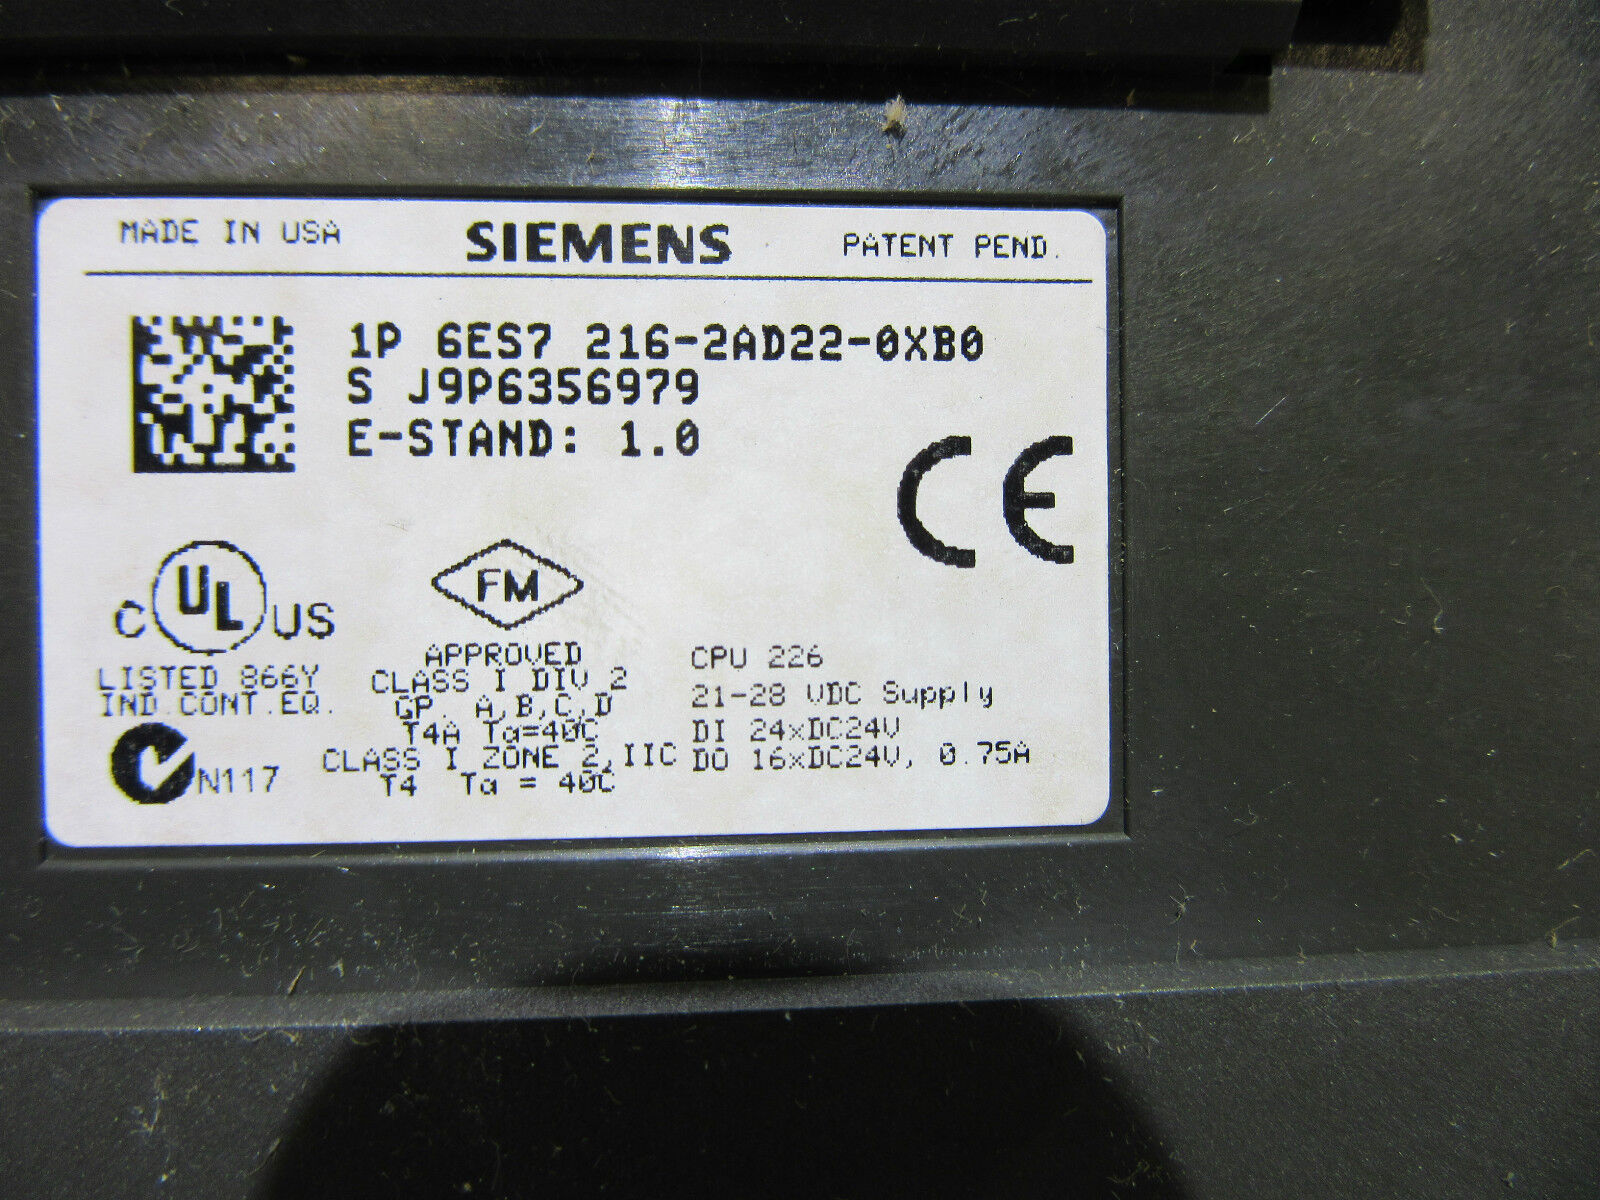 MADE IN USA SIEMENS PATENT PEND.
1P 6ES7 216-2AD22-0XB0
S J9P6356979
E-STAND: 1.0
CE
C UL US
LISTED 866Y
IND.CONT.EQ.
N117
FM
APPROVED
CLASS I DIV 2
GP. A,B,C,D
T4A Ta=40C
CLASS I ZONE 2,IIC
T4 Ta = 40C
CPU 226
21-28 VDC Supply
DI 24xDC24V
DO 16xDC24V, 0.75A